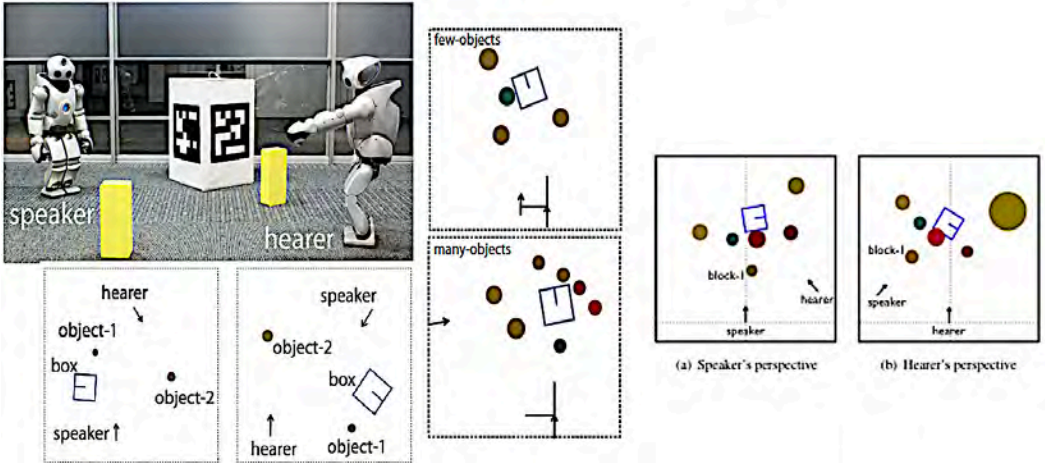 speaker
hearer
hearer
object-1
box
object-2
speaker
speaker
object-2
box
object-1
hearer
few-objects
many-objects
block-1
hearer
speaker
(a) Speaker's perspective
block-1
speaker
hearer
(b) Hearer's perspective